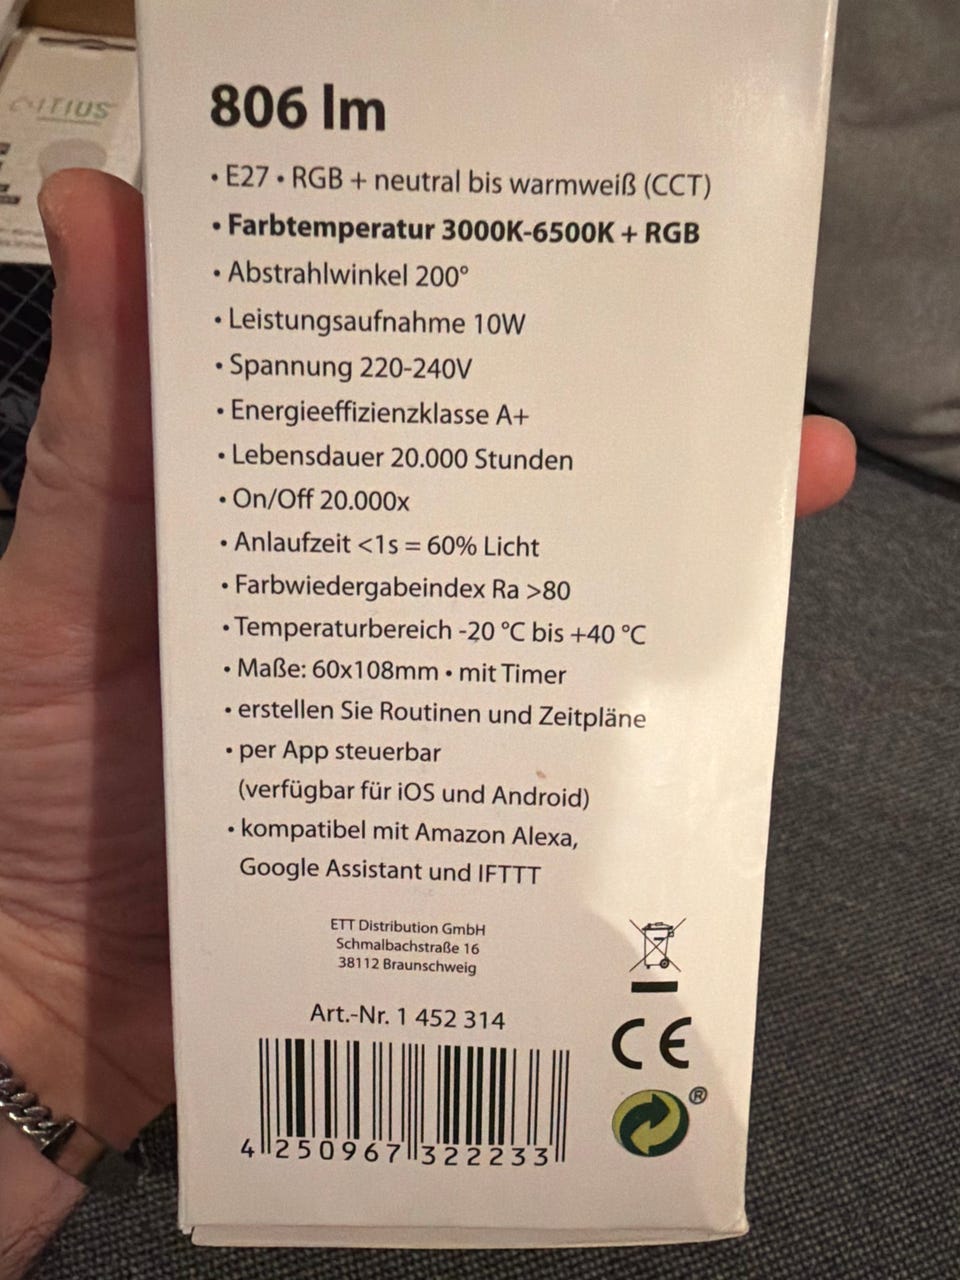 806 lm
• E27 • RGB + neutral bis warmweiß (CCT)
• Farbtemperatur 3000K-6500K + RGB
• Abstrahlwinkel 200°
• Leistungsaufnahme 10W
• Spannung 220-240V
• Energieeffizienzklasse A+
• Lebensdauer 20.000 Stunden
• On/Off 20.000x
• Anlaufzeit <1s = 60% Licht
• Farbwiedergabeindex Ra >80
• Temperaturbereich -20 °C bis +40 °C
• Maße: 60x108mm • mit Timer
• erstellen Sie Routinen und Zeitpläne
• per App steuerbar
(verfügbar für iOS und Android)
• kompatibel mit Amazon Alexa,
Google Assistant und IFTTT
ETT Distribution GmbH
Schmalbachstraße 16
38112 Braunschweig
Art.-Nr. 1 452 314
4 250967 322233
CE
®